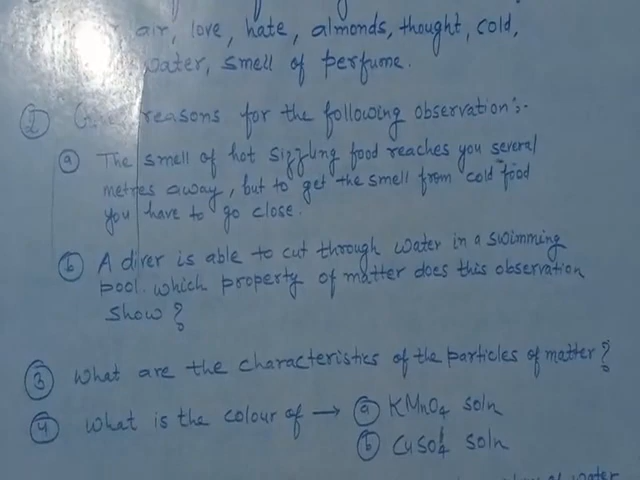 air, love, hate, almonds, thought, cold,
water, smell of perfume.
② Give reasons for the following observation:-
ⓐ The smell of hot sizzling food reaches you several
metres away, but to get the smell from cold food
you have to go close.
ⓑ A diver is able to cut through water in a swimming
pool. which property of matter does this observation
show?
③ What are the characteristics of the particles of matter?
④ What is the colour of → ⓐ KMnO4 soln
ⓑ CuSO4 soln
water